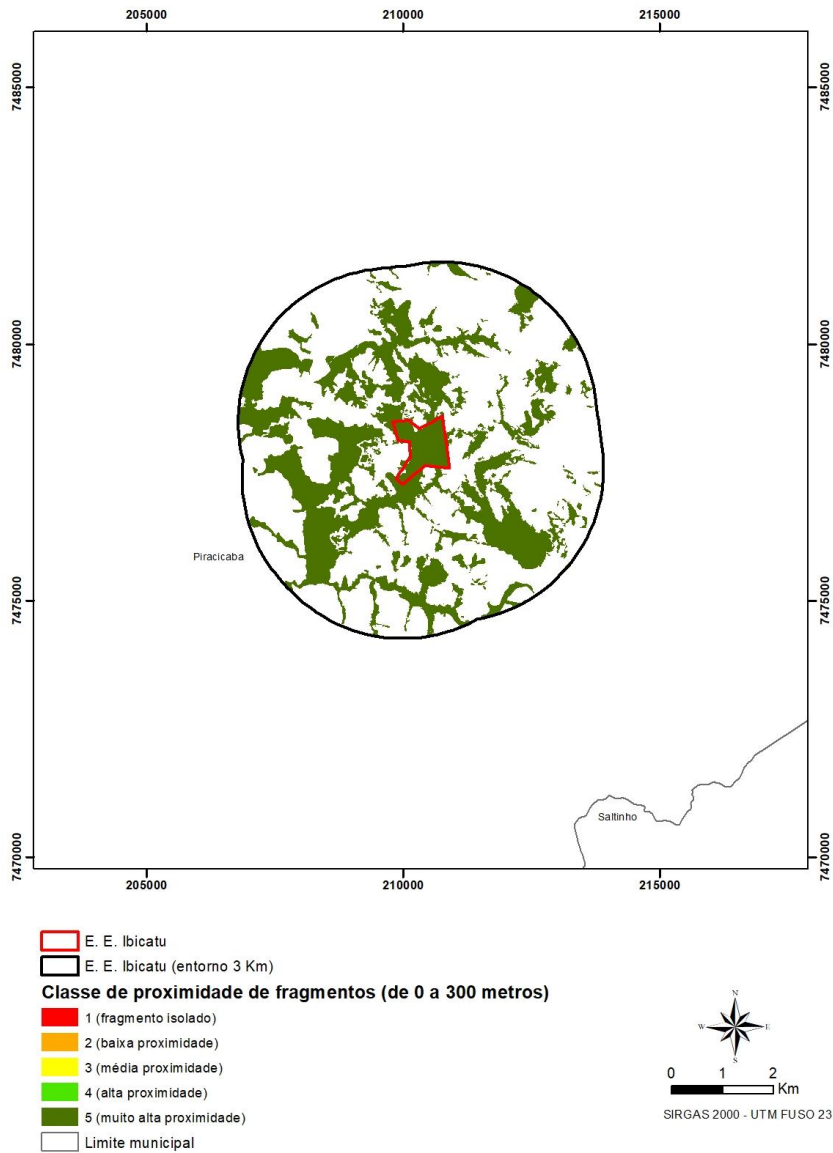 205000 210000 215000
7485000 7485000
7480000 7480000
Piracicaba
7475000 7475000
Saltinho
7470000 7470000
205000 210000 215000
E. E. Ibicatu
E. E. Ibicatu (entorno 3 Km)
Classe de proximidade de fragmentos (de 0 a 300 metros)
1 (fragmento isolado)
2 (baixa proximidade)
3 (média proximidade)
4 (alta proximidade)
5 (muito alta proximidade)
Limite municipal
N
W E
S
0 1 2
Km
SIRGAS 2000 - UTM FUSO 23